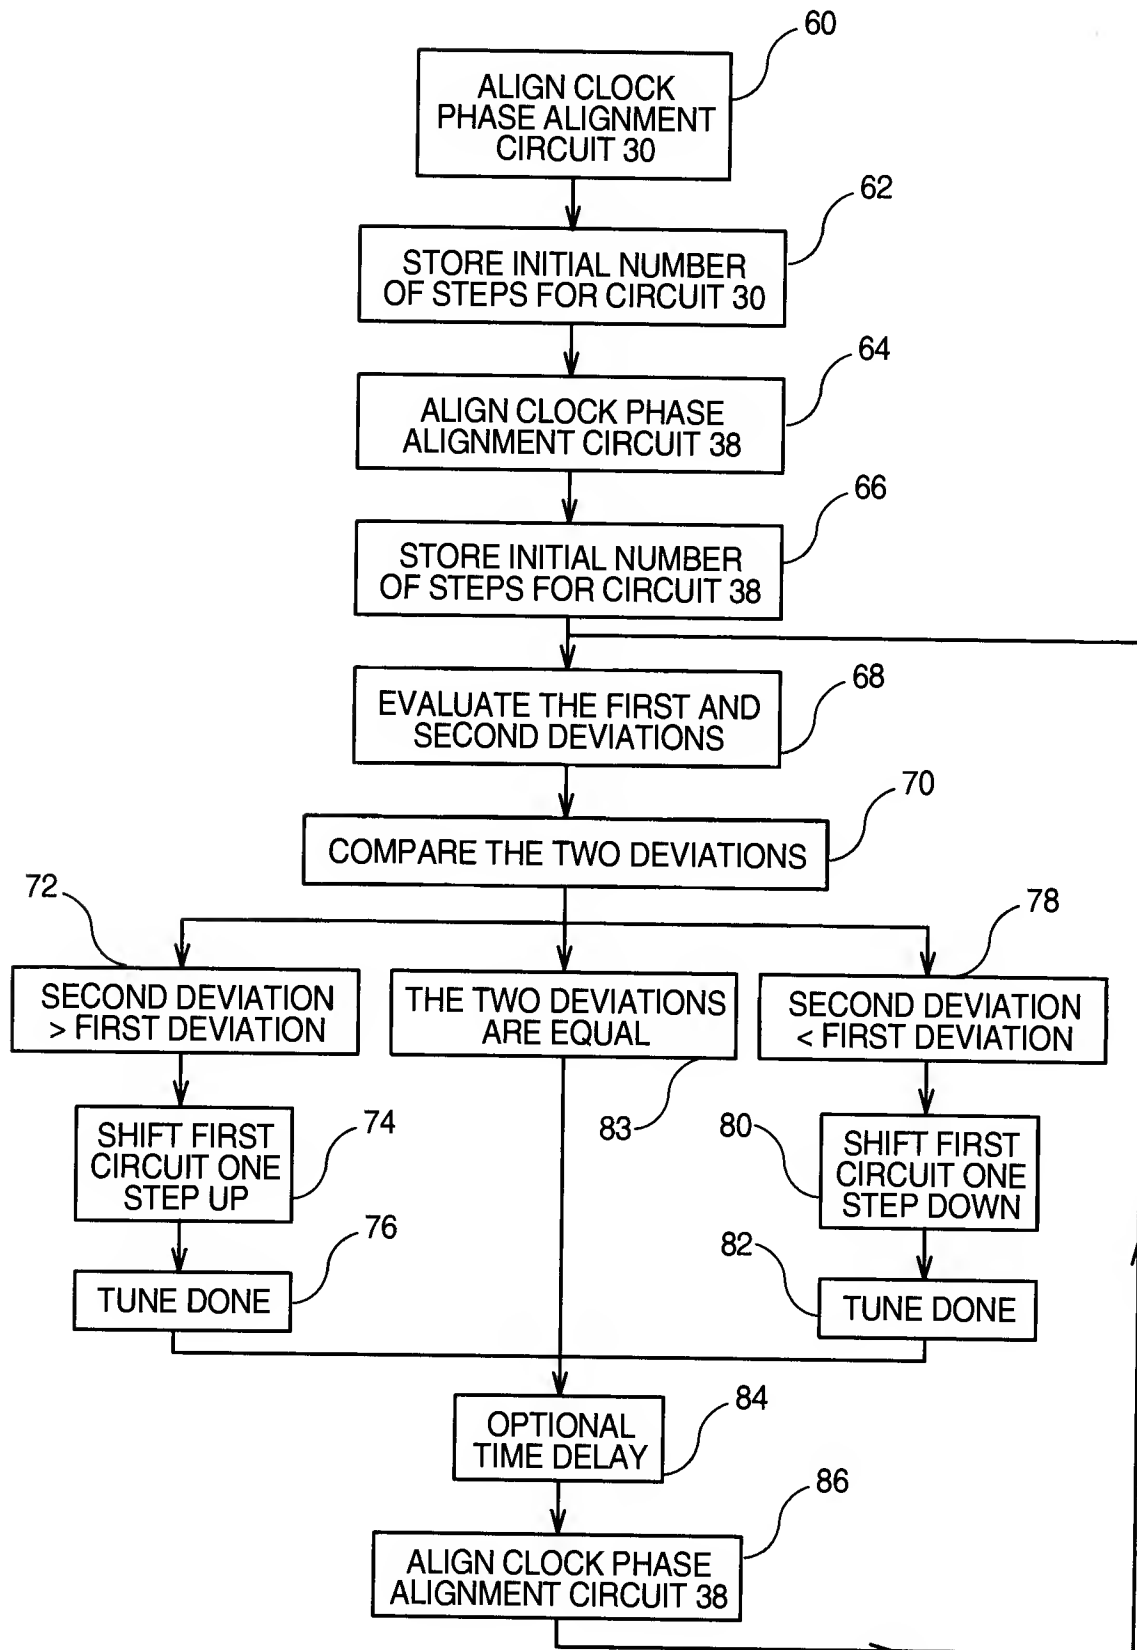 60
ALIGN CLOCK
PHASE ALIGNMENT
CIRCUIT 30
62
STORE INITIAL NUMBER
OF STEPS FOR CIRCUIT 30
64
ALIGN CLOCK PHASE
ALIGNMENT CIRCUIT 38
66
STORE INITIAL NUMBER
OF STEPS FOR CIRCUIT 38
68
EVALUATE THE FIRST AND
SECOND DEVIATIONS
70
COMPARE THE TWO DEVIATIONS
72
78
SECOND DEVIATION
> FIRST DEVIATION
THE TWO DEVIATIONS
ARE EQUAL
SECOND DEVIATION
< FIRST DEVIATION
83
74
SHIFT FIRST
CIRCUIT ONE
STEP UP
80
SHIFT FIRST
CIRCUIT ONE
STEP DOWN
76
TUNE DONE
82
TUNE DONE
84
OPTIONAL
TIME DELAY
86
ALIGN CLOCK PHASE
ALIGNMENT CIRCUIT 38